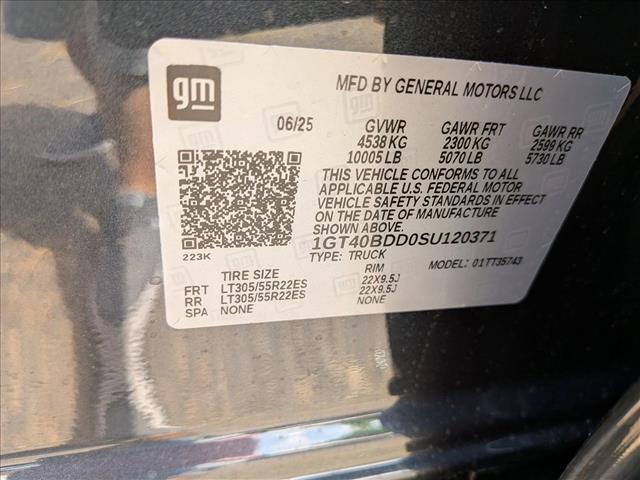 gm
MFD BY GENERAL MOTORS LLC
06/25 GVWR GAWR FRT GAWR RR
4538 KG 2300 KG 2599 KG
10005 LB 5070 LB 5730 LB
THIS VEHICLE CONFORMS TO ALL
APPLICABLE U.S. FEDERAL MOTOR
VEHICLE SAFETY STANDARDS IN EFFECT
ON THE DATE OF MANUFACTURE
SHOWN ABOVE.
1GT40BDD0SU120371
223K TYPE: TRUCK MODEL: 01TT35743
TIRE SIZE RIM
FRT LT305/55R22ES 22X9.5J
RR LT305/55R22ES 22X9.5J
SPA NONE NONE